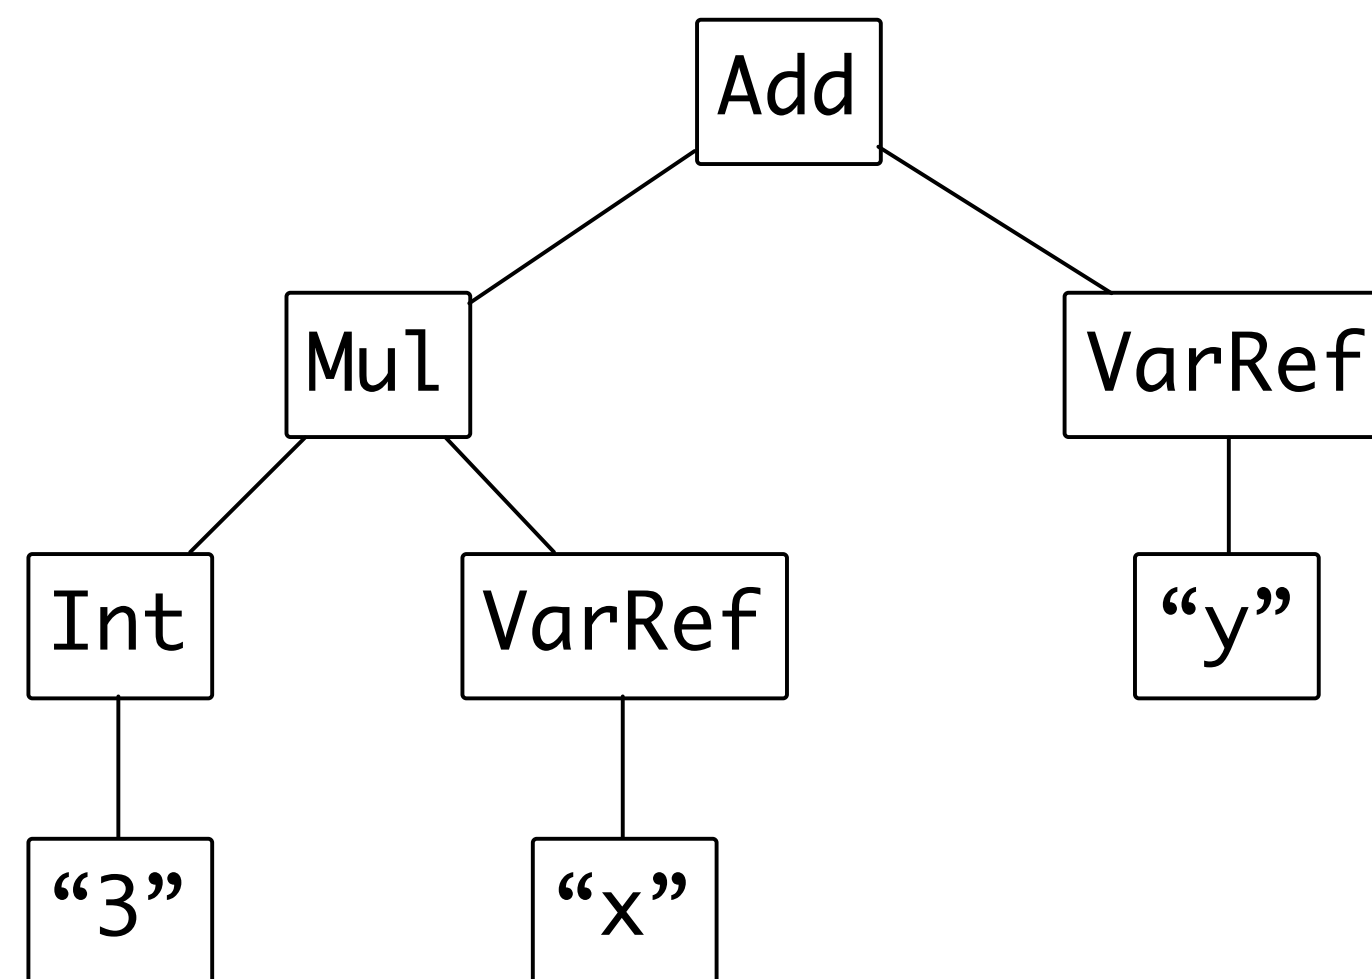 Add
Mul
VarRef
Int
VarRef
“y”
“3”
“x”